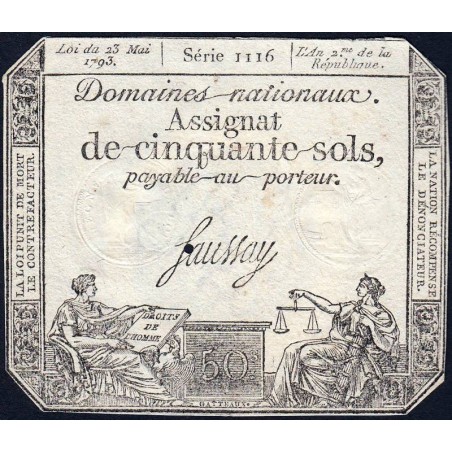 Loi du 23 Mai
1793.
Série 1116
L'An 2.me de la
République.
Domaines nationaux.
Assignat
de cinquante sols,
payable au porteur.
Saussay
LA LOI PUNIT DE MORT
LE CONTREFACTEUR.
LA NATION RÉCOMPENSE
LE DÉNONCIATEUR.
DROITS
DE
L'HOMME
50
GATTEAUX